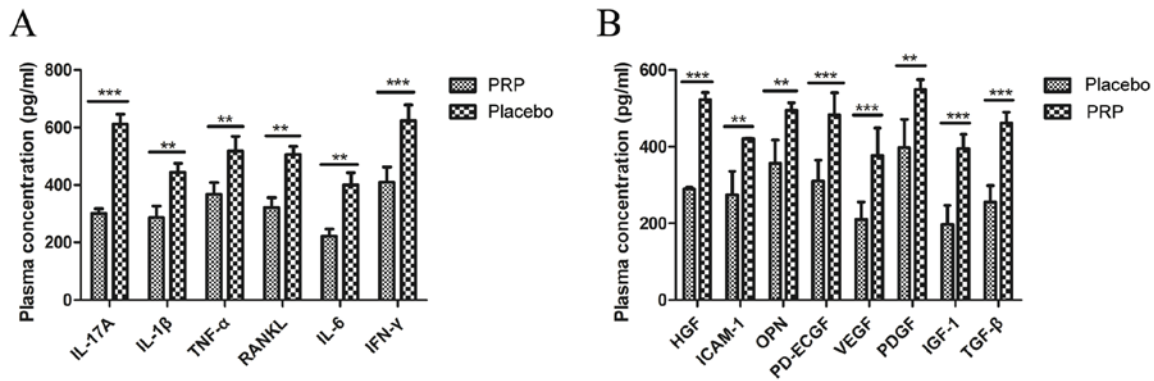 A
Plasma concentration (pg/ml)
800
600
400
200
0
***
**
**
**
**
***
PRP
Placebo
IL-17A
IL-1β
TNF-α
RANKL
IL-6
IFN-γ
B
Plasma concentration (pg/ml)
600
400
200
0
***
**
**
***
***
**
***
***
Placebo
PRP
HGF
ICAM-1
OPN
PD-ECGF
VEGF
PDGF
IGF-1
TGF-β